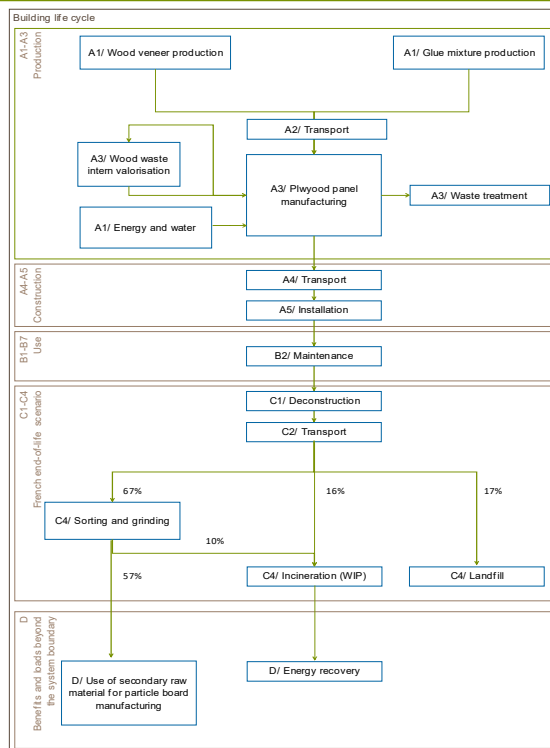 Building life cycle
A1-A3
Production
A1/ Wood veneer production
A1/ Glue mixture production
A2/ Transport
A3/ Wood waste
intern valorisation
A3/ Plwyood panel
manufacturing
A3/ Waste treatment
A1/ Energy and water
A4-A5
Construction
A4/ Transport
A5/ Installation
B1-B7
Use
B2/ Maintenance
C1-C4
French end-of-life scenario
C1/ Deconstruction
C2/ Transport
67%
16%
17%
C4/ Sorting and grinding
10%
57%
C4/ Incineration (WIP)
C4/ Landfill
D
Benefits and loads beyond
the system boundary
D/ Use of secondary raw
material for particle board
manufacturing
D/ Energy recovery